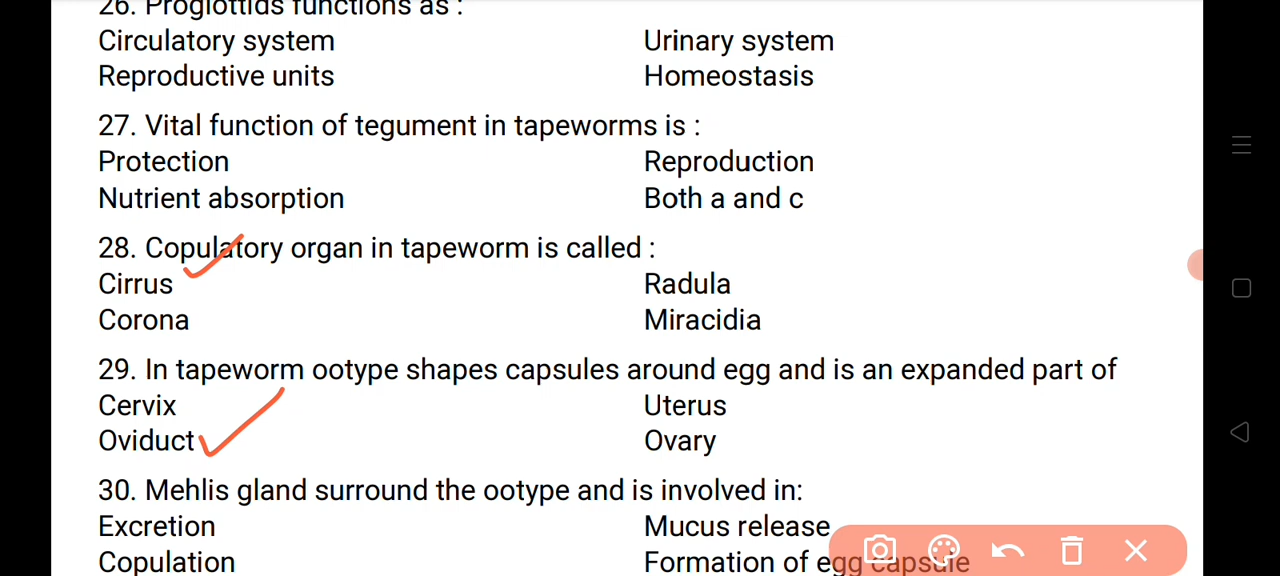 26. Proglottids functions as :
Circulatory system Urinary system
Reproductive units Homeostasis
27. Vital function of tegument in tapeworms is :
Protection Reproduction
Nutrient absorption Both a and c
28. Copulatory organ in tapeworm is called :
Cirrus Radula
Corona Miracidia
29. In tapeworm ootype shapes capsules around egg and is an expanded part of
Cervix Uterus
Oviduct Ovary
30. Mehlis gland surround the ootype and is involved in:
Excretion Mucus release
Copulation Formation of egg capsule